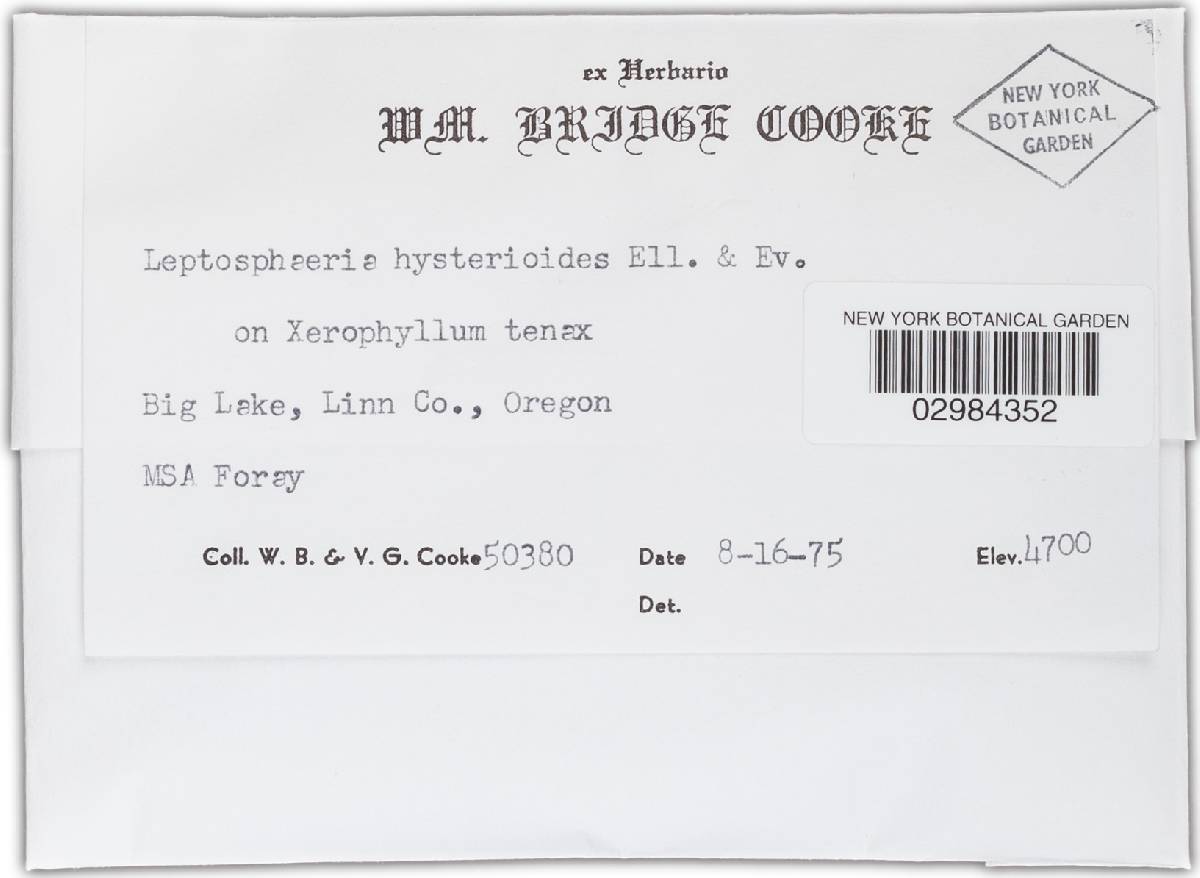 ex Herbario
WM. BRIDGE COOKE
NEW YORK
BOTANICAL
GARDEN
Leptosphaeria hysterioides Ell. & Ev.
on Xerophyllum tenax
NEW YORK BOTANICAL GARDEN
02984352
Big Lake, Linn Co., Oregon
MSA Foray
Coll. W. B. & V. G. Cooke 50380 Date 8-16-75 Elev. 4700
Det.